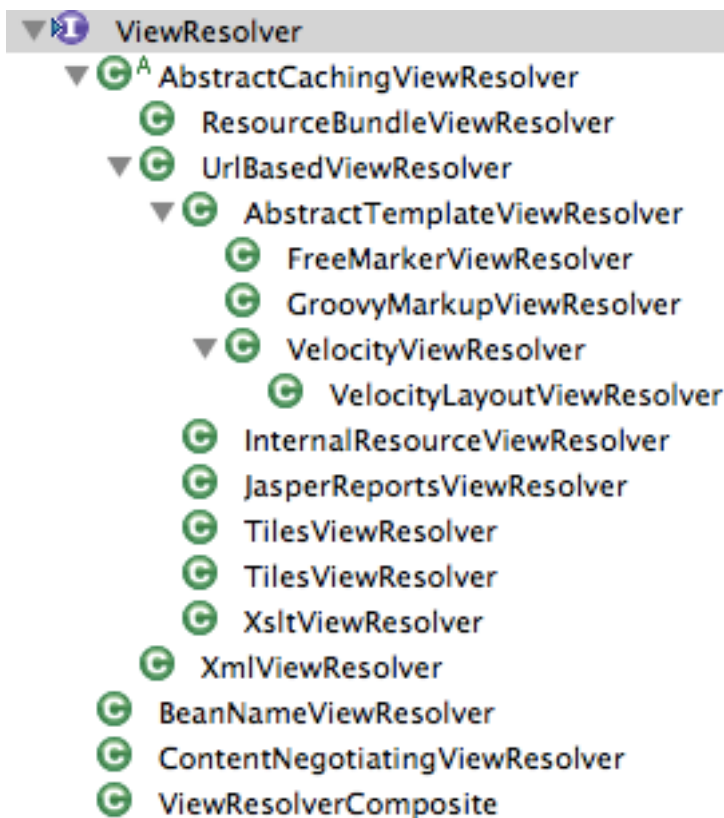 ViewResolver
AbstractCachingViewResolver
ResourceBundleViewResolver
UrlBasedViewResolver
AbstractTemplateViewResolver
FreeMarkerViewResolver
GroovyMarkupViewResolver
VelocityViewResolver
VelocityLayoutViewResolver
InternalResourceViewResolver
JasperReportsViewResolver
TilesViewResolver
TilesViewResolver
XsltViewResolver
XmlViewResolver
BeanNameViewResolver
ContentNegotiatingViewResolver
ViewResolverComposite